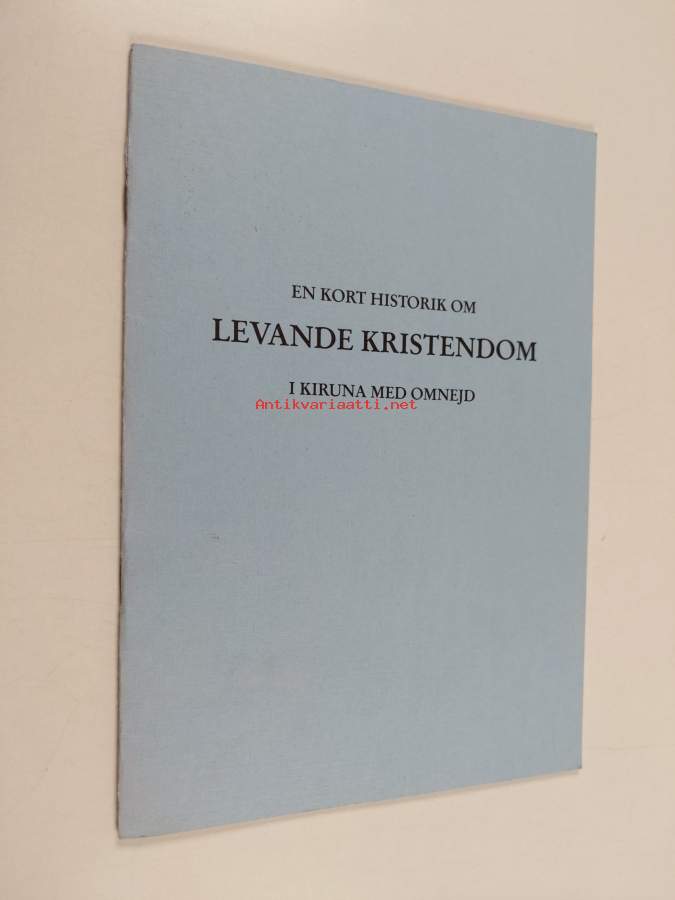 EN KORT HISTORIK OM
LEVANDE KRISTENDOM
I KIRUNA MED OMNEJD
Antikvariaatti.net